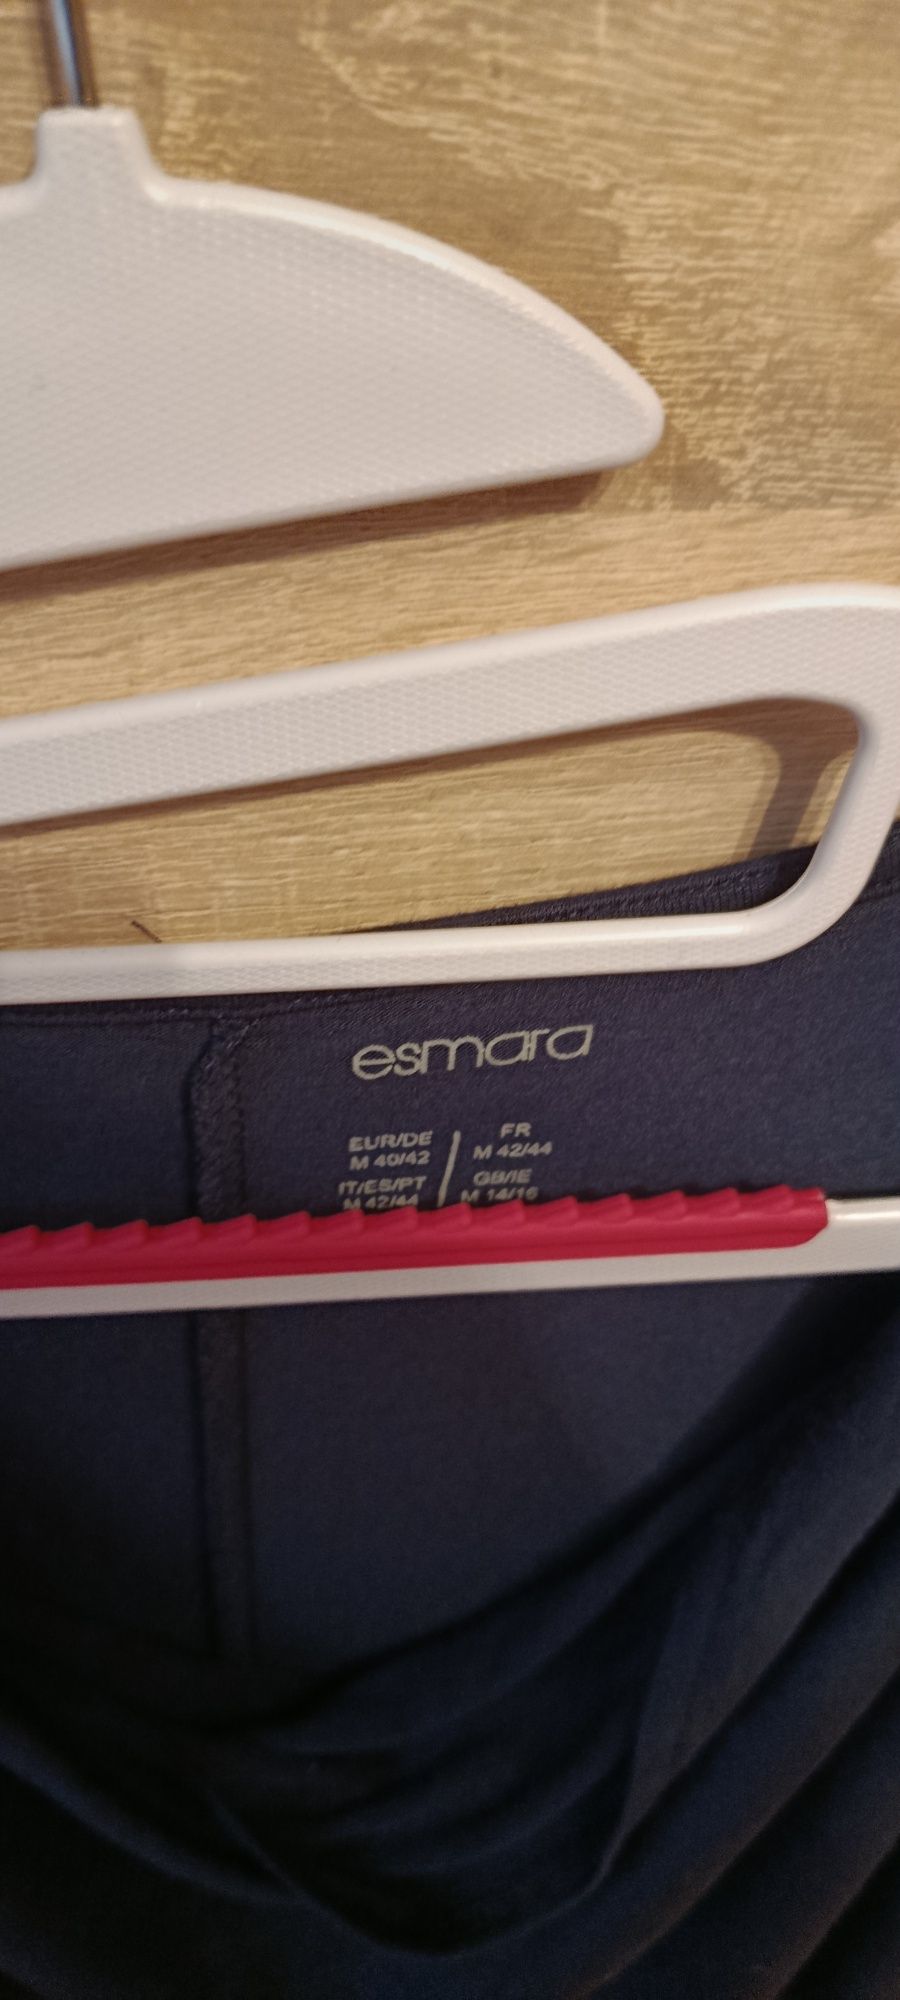 esmara
EUR/DE
M 40/42
FR
M 42/44
IT/ES/PT
M 42/44
GB/IE
M 14/16